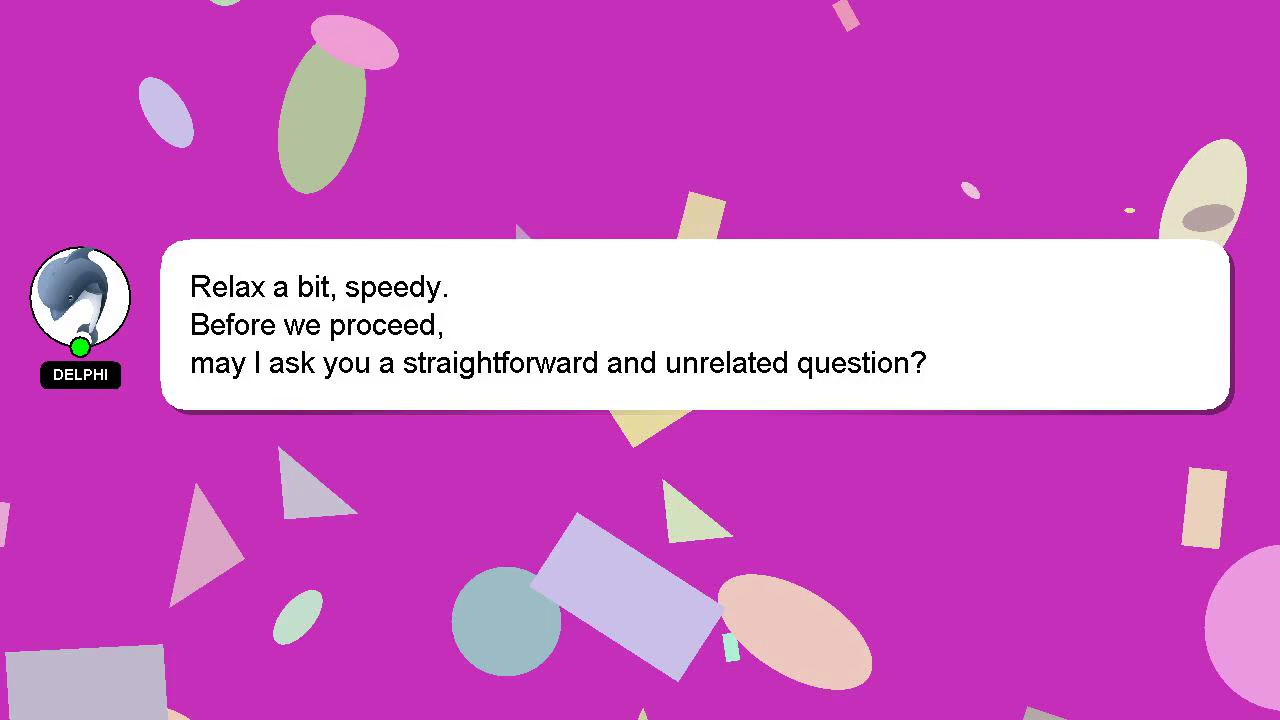 Relax a bit, speedy.
Before we proceed,
may I ask you a straightforward and unrelated question?
DELPHI